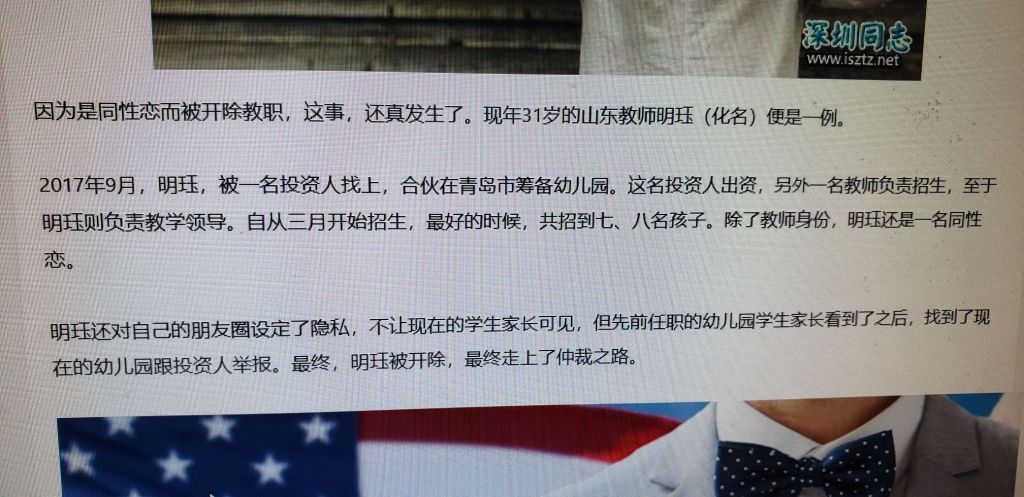 深圳同志
www.isztz.net
因为是同性恋而被开除教职，这事，还真发生了。现年31岁的山东教师明珏（化名）便是一例。
2017年9月，明珏，被一名投资人找上，合伙在青岛市筹备幼儿园。这名投资人出资，另外一名教师负责招生，至于
明珏则负责教学领导。自从三月开始招生，最好的时候，共招到七、八名孩子。除了教师身份，明珏还是一名同性
恋。
明珏还对自己的朋友圈设定了隐私，不让现在的学生家长可见，但先前任职的幼儿园学生家长看到了之后，找到了现
在的幼儿园跟投资人举报。最终，明珏被开除，最终走上了仲裁之路。